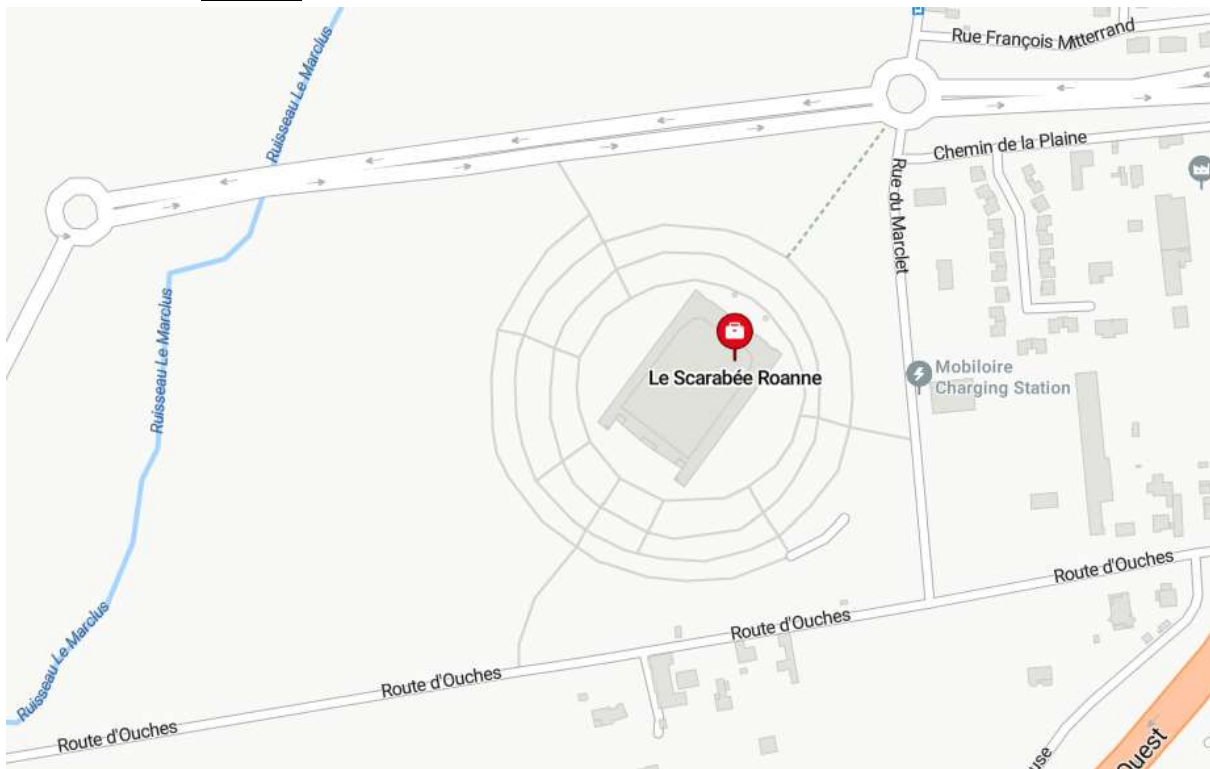 Rue François Mitterrand
Ruisseau Le Marclus
Chemin de la Plaine
Rue du Marclet
Ruisseau Le Marclus
Le Scarabée Roanne
Mobiloire
Charging Station
Route d'Ouches
Route d'Ouches
Ruisseau Le Marclus
Route d'Ouches
Route d'Ouches
Ouest